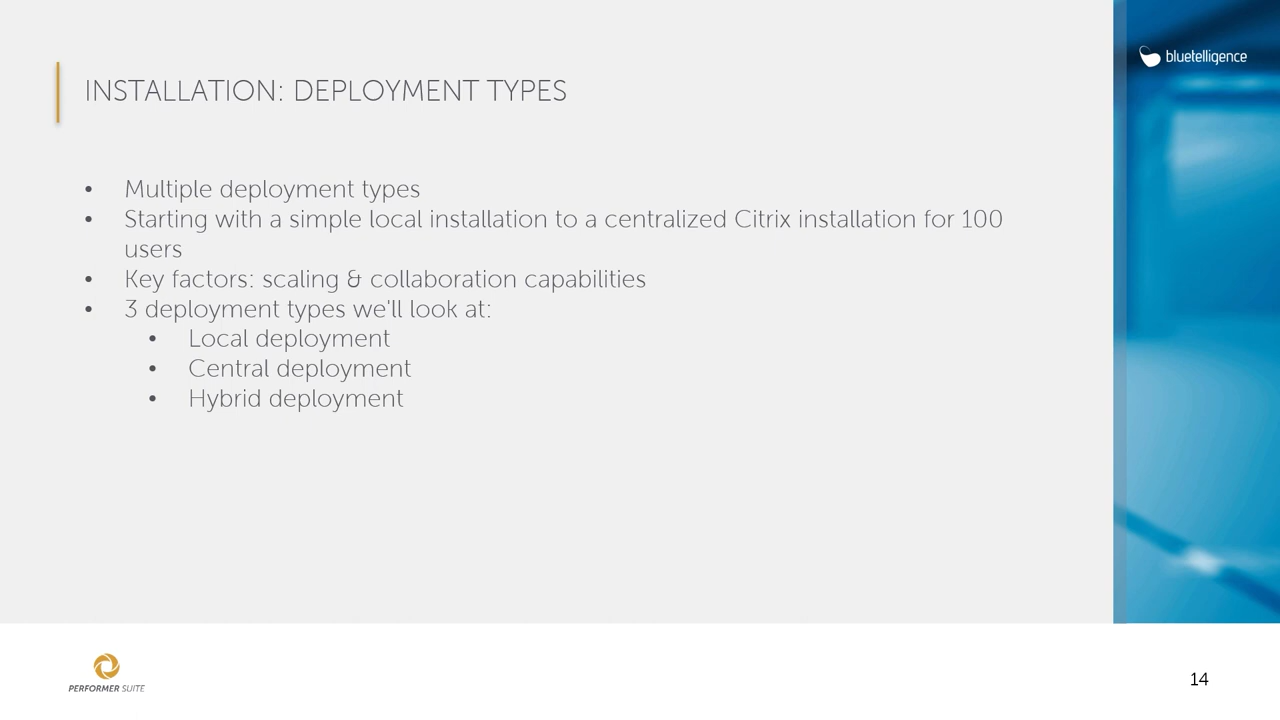 bluetelligence
INSTALLATION: DEPLOYMENT TYPES
• Multiple deployment types
• Starting with a simple local installation to a centralized Citrix installation for 100
users
• Key factors: scaling & collaboration capabilities
• 3 deployment types we'll look at:
• Local deployment
• Central deployment
• Hybrid deployment
PERFORMER SUITE
14